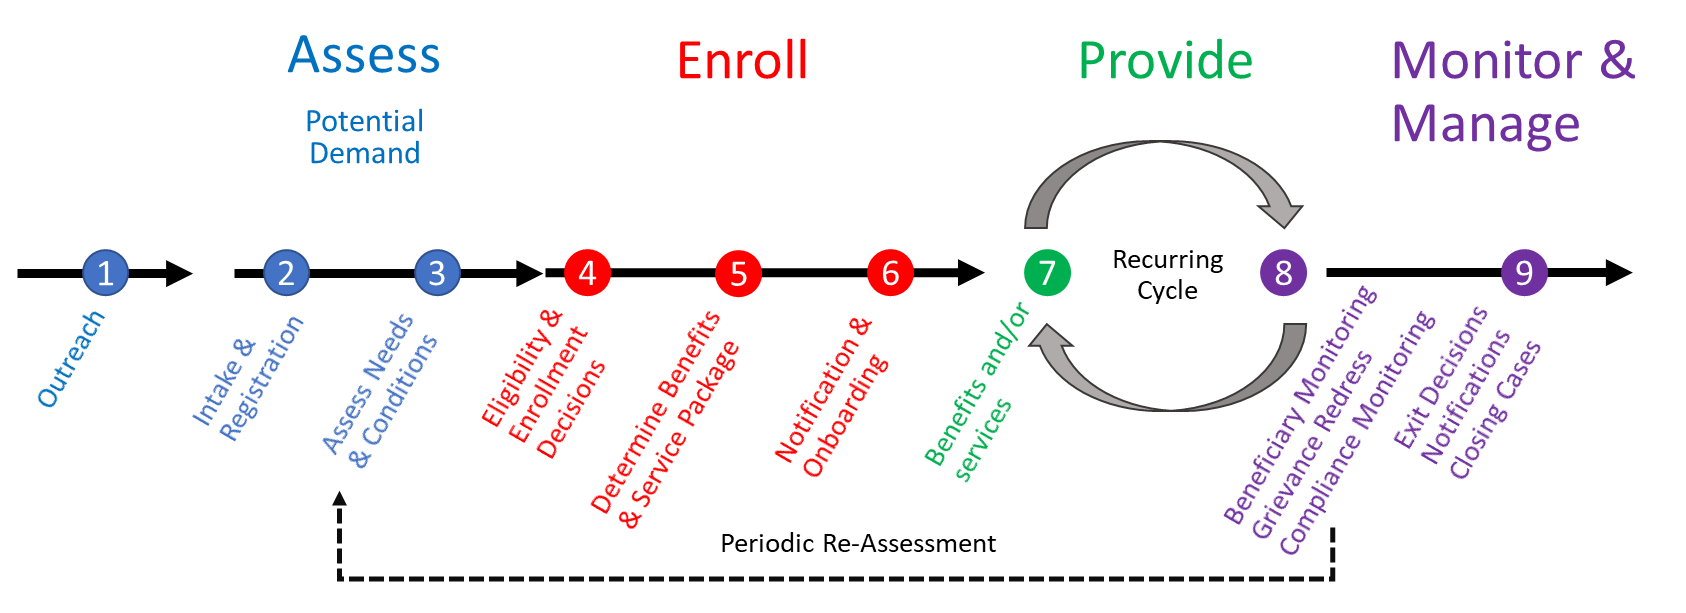 Assess
Potential
Demand
Enroll
Provide
Monitor &
Manage
1
2
3
4
5
6
7
Recurring
Cycle
8
9
Outreach
Intake &
Registration
Assess Needs
& Conditions
Eligibility &
Enrollment
Decisions
Determine Benefits
& Service Package
Notification &
Onboarding
Benefits and/or
services
Beneficiary Monitoring
Grievance Redress
Compliance Monitoring
Exit Decisions
Notifications
Closing Cases
Periodic Re-Assessment